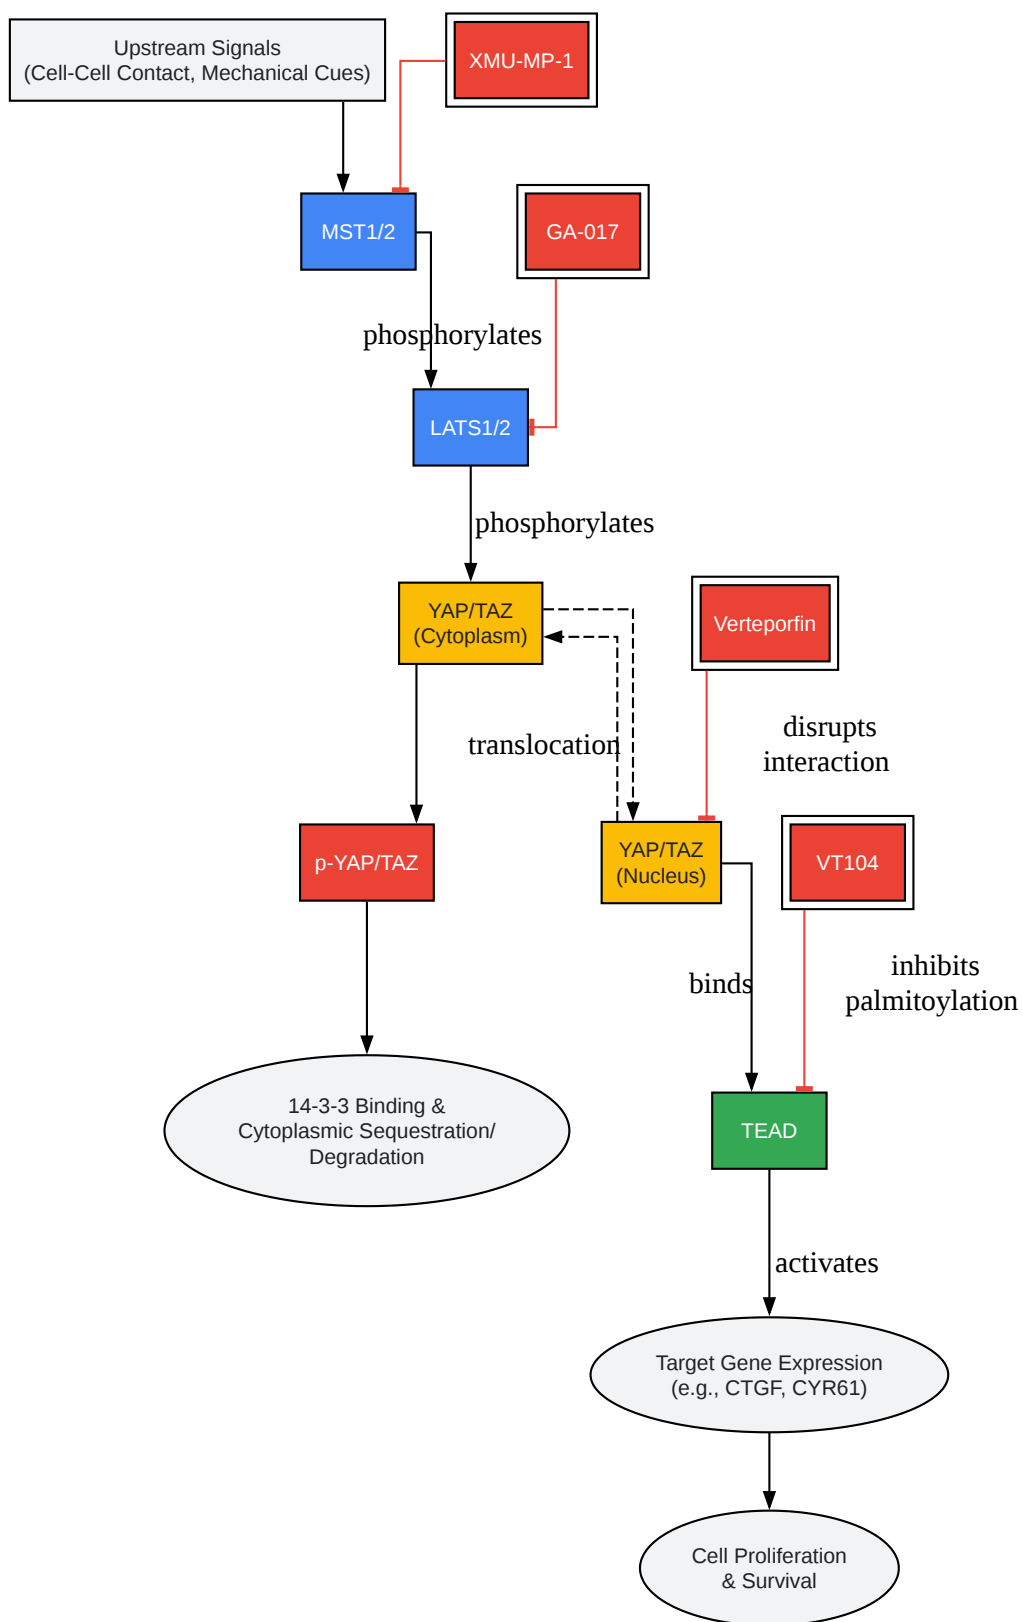 Upstream Signals
(Cell-Cell Contact, Mechanical Cues)
XMU-MP-1
MST1/2
GA-017
phosphorylates
LATS1/2
phosphorylates
YAP/TAZ
(Cytoplasm)
Verteporfin
translocation
disrupts
interaction
p-YAP/TAZ
YAP/TAZ
(Nucleus)
VT104
binds
inhibits
palmitoylation
14-3-3 Binding &
Cytoplasmic Sequestration/
Degradation
TEAD
activates
Target Gene Expression
(e.g., CTGF, CYR61)
Cell Proliferation
& Survival